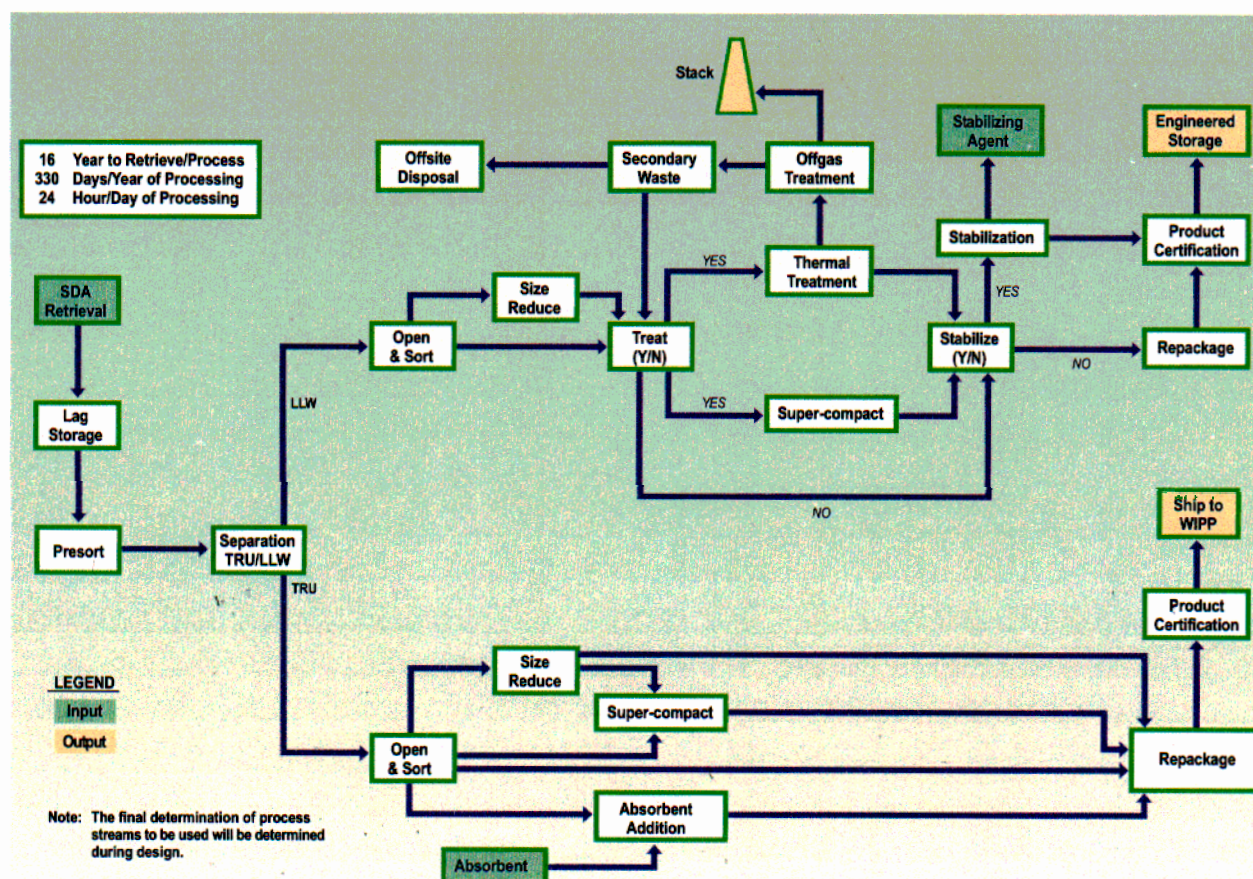 Stack
16 Year to Retrieve/Process
330 Days/Year of Processing
24 Hour/Day of Processing
Offsite
Disposal
Secondary
Waste
Offgas
Treatment
Stabilizing
Agent
Engineered
Storage
Stabilization
Product
Certification
SDA
Retrieval
Size
Reduce
YES
Thermal
Treatment
YES
Open
& Sort
Treat
(Y/N)
Stabilize
(Y/N)
NO
Repackage
LLW
Lag
Storage
YES
Super-compact
NO
Ship to
WIPP
Presort
Separation
TRU/LLW
TRU
Product
Certification
LEGEND
Input
Output
Size
Reduce
Super-compact
Open
& Sort
Repackage
Absorbent
Addition
Absorbent
Note: The final determination of process
streams to be used will be determined
during design.